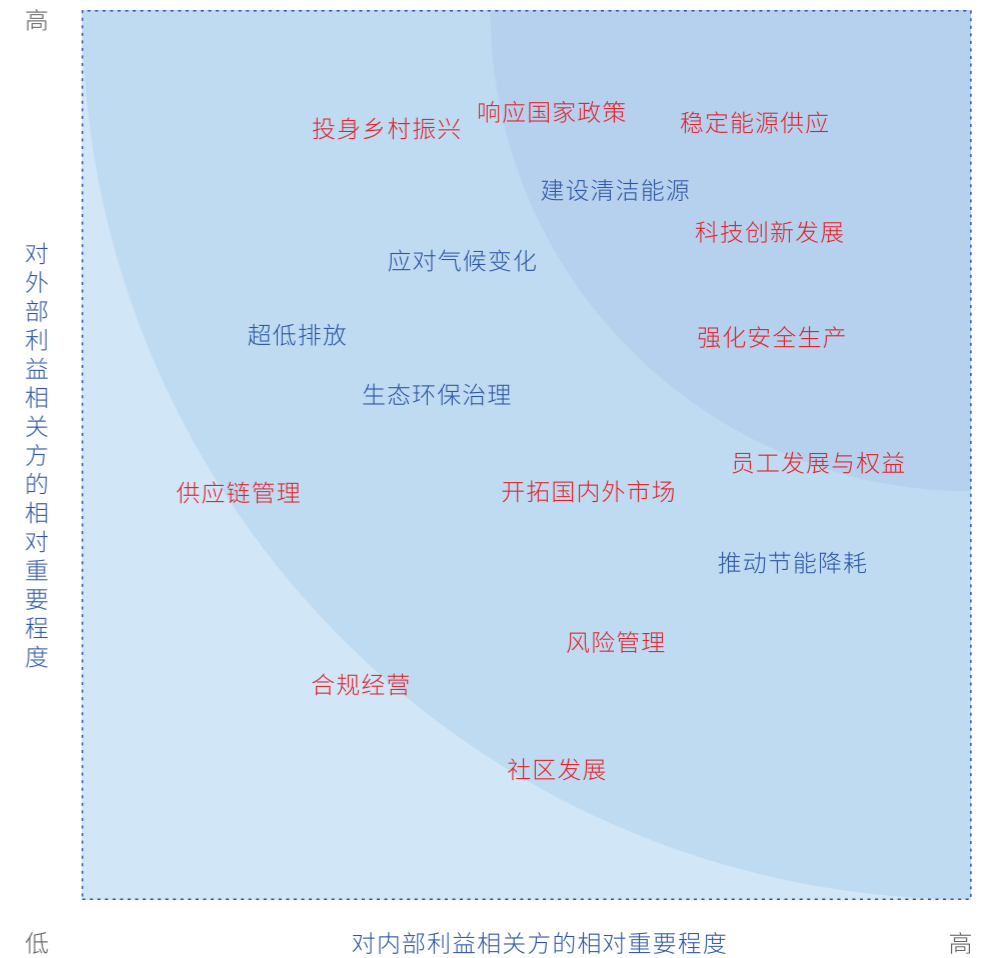 高
响应国家政策
稳定能源供应
投身乡村振兴
建设清洁能源
科技创新发展
应对气候变化
超低排放
强化安全生产
生态环保治理
员工发展与权益
供应链管理
开拓国内外市场
推动节能降耗
风险管理
合规经营
社区发展
对外部利益相关方的相对重要程度
低
对内部利益相关方的相对重要程度
高